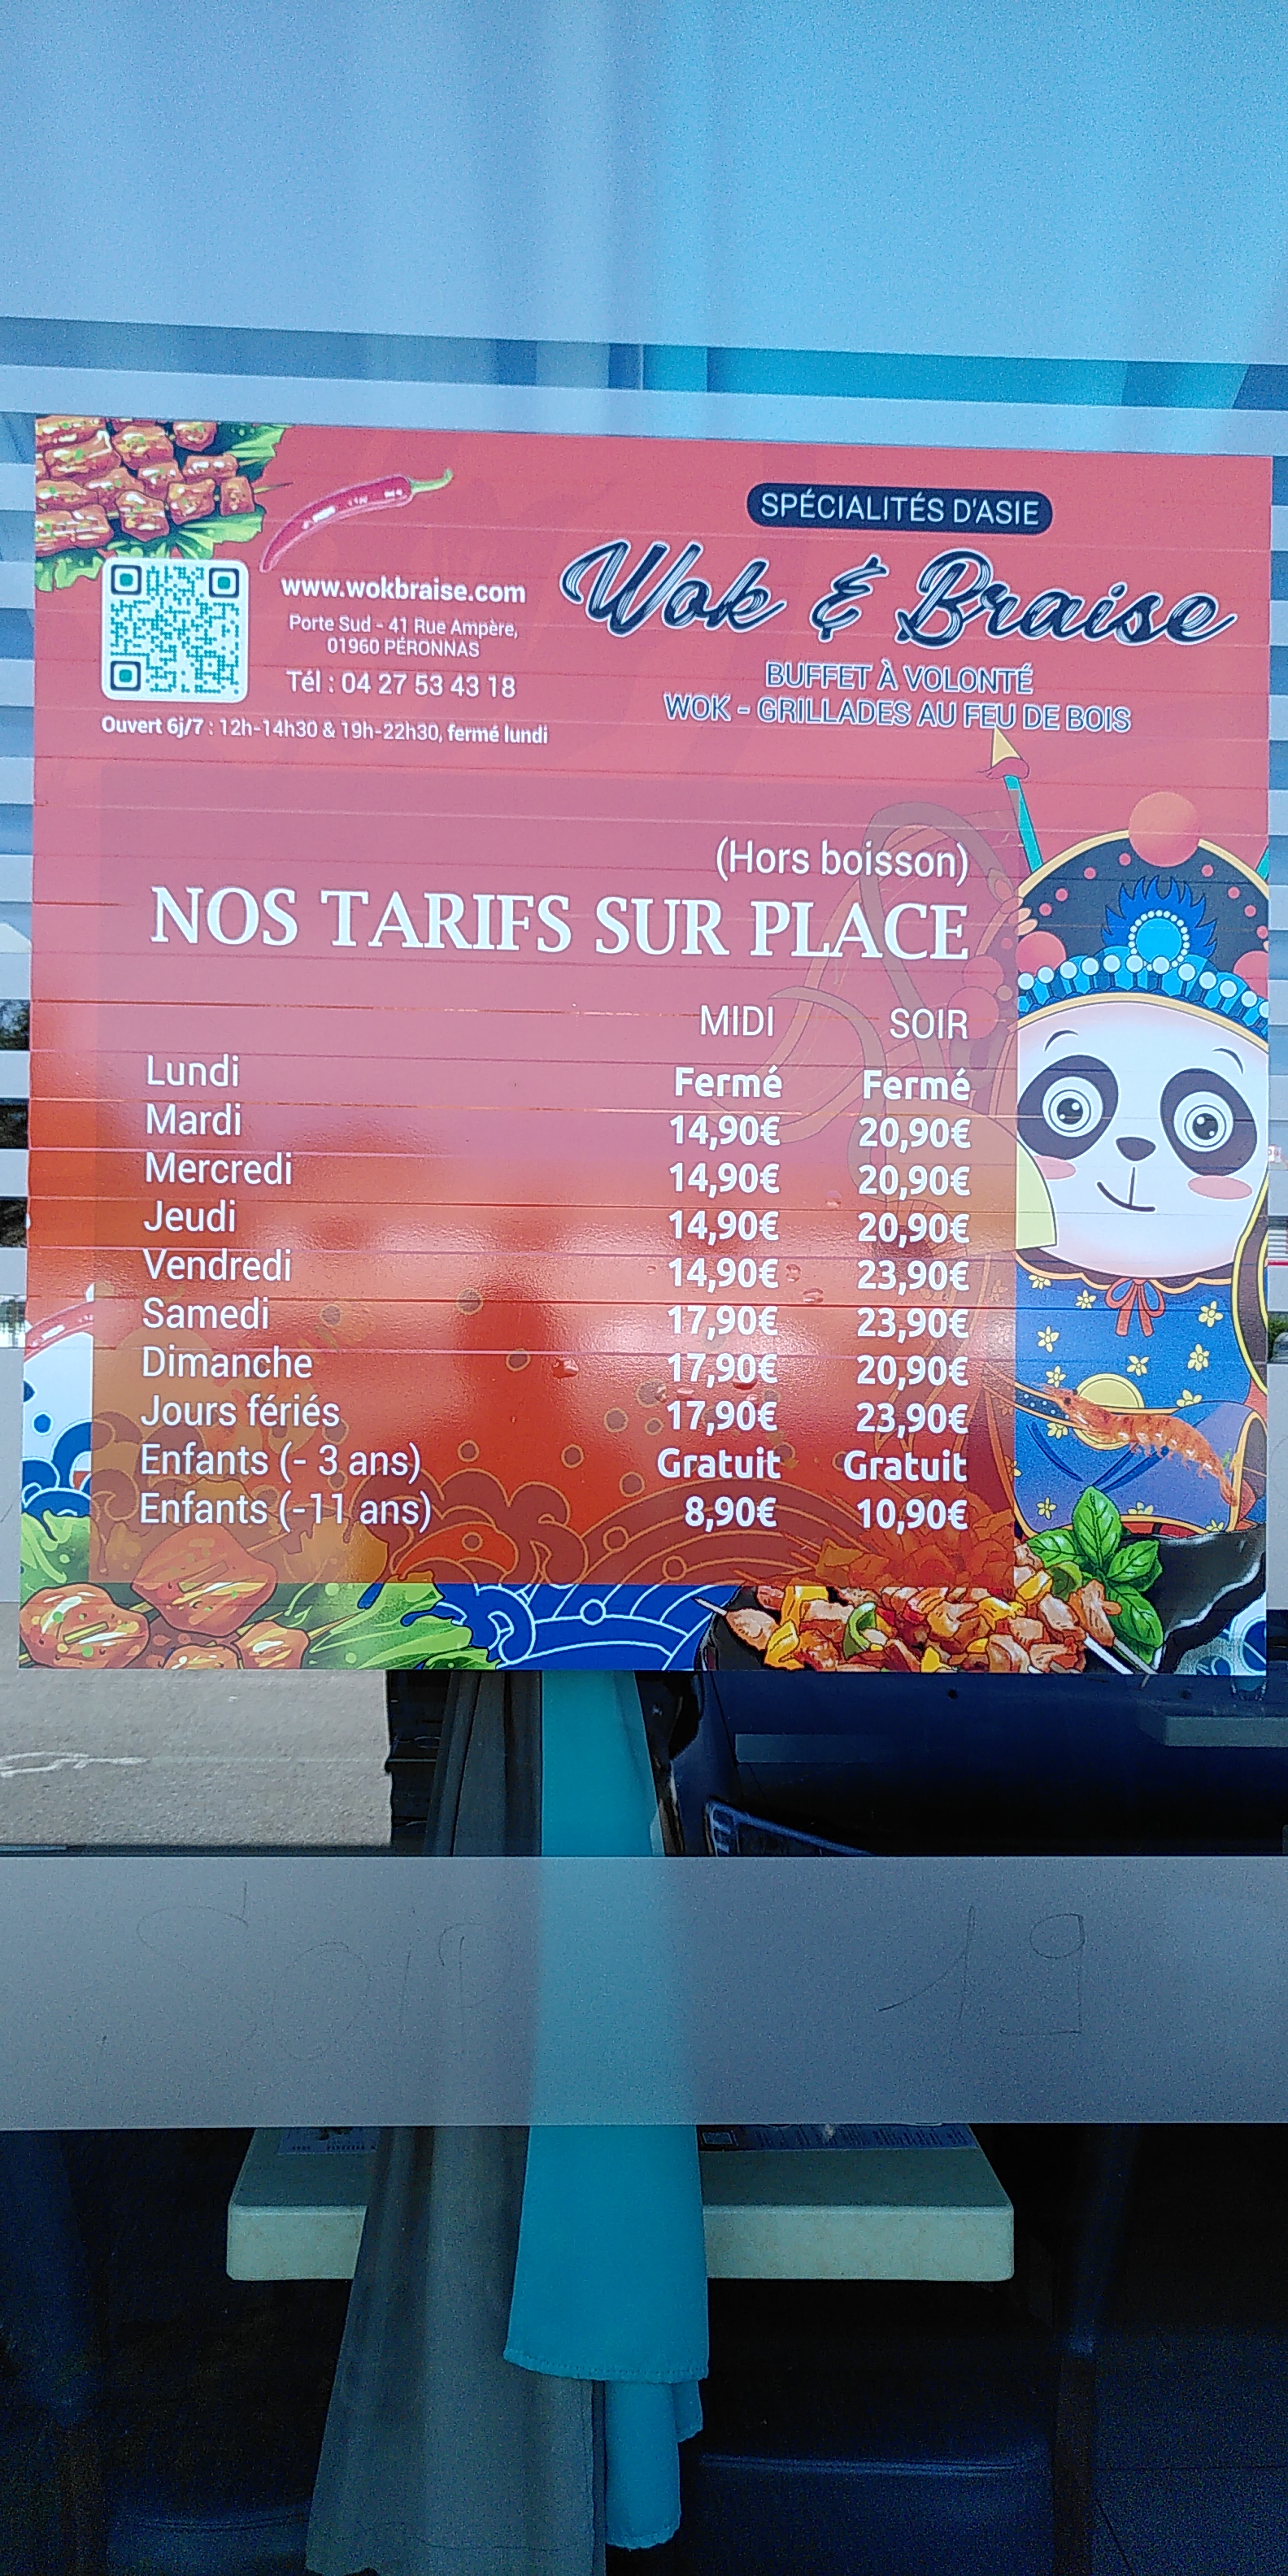 SPÉCIALITÉS D'ASIE
Wok & Braise
BUFFET À VOLONTÉ
WOK - GRILLADES AU FEU DE BOIS
www.wokbraise.com
Porte Sud - 41 Rue Ampère,
01960 PÉRONNAS
Tél : 04 27 53 43 18
Ouvert 6j/7 : 12h-14h30 & 19h-22h30, fermé lundi
(Hors boisson)
NOS TARIFS SUR PLACE
MIDI SOIR
Lundi Fermé Fermé
Mardi 14,90€ 20,90€
Mercredi 14,90€ 20,90€
Jeudi 14,90€ 20,90€
Vendredi 14,90€ 23,90€
Samedi 17,90€ 23,90€
Dimanche 17,90€ 20,90€
Jours fériés 17,90€ 23,90€
Enfants (- 3 ans) Gratuit Gratuit
Enfants (-11 ans) 8,90€ 10,90€